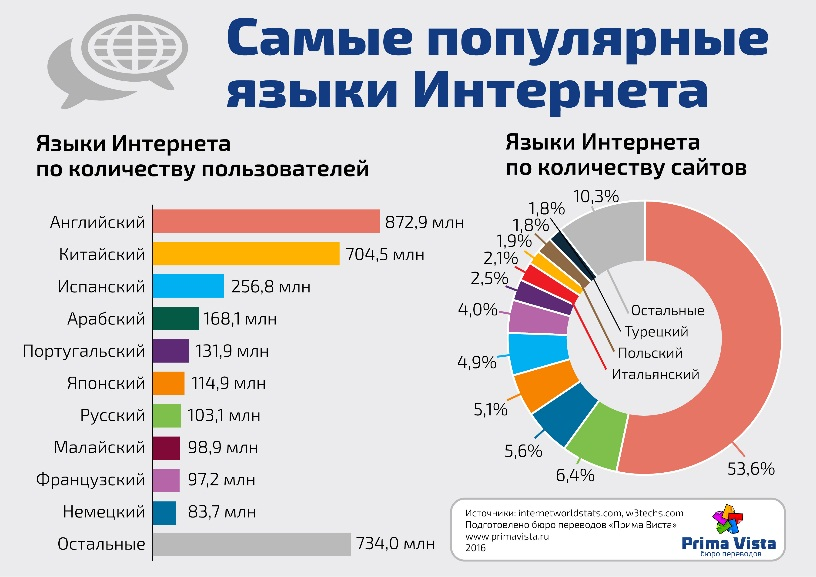 Самые популярные
языки Интернета
Языки Интернета
по количеству пользователей
Английский 872,9 млн
Китайский 704,5 млн
Испанский 256,8 млн
Арабский 168,1 млн
Португальский 131,9 млн
Японский 114,9 млн
Русский 103,1 млн
Малайский 98,9 млн
Французский 97,2 млн
Немецкий 83,7 млн
Остальные 734,0 млн
Языки Интернета
по количеству сайтов
10,3%
1,8%
1,8%
1,9%
2,1%
2,5%
4,0%
4,9%
5,1%
5,6%
6,4%
53,6%
Остальные
Турецкий
Польский
Итальянский
Источники: internetworldstats.com, w3techs.com
Подготовлено бюро переводов «Прима Виста»
www.primavista.ru
2016
Prima Vista
бюро переводов